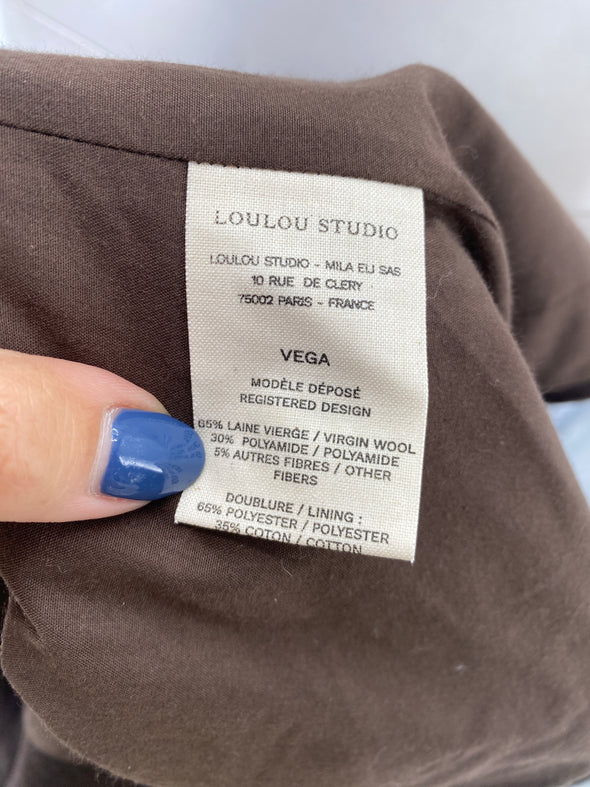 LOULOU STUDIO
LOULOU STUDIO - MILA ELI SAS
10 RUE DE CLERY
75002 PARIS - FRANCE
VEGA
MODÈLE DÉPOSÉ
REGISTERED DESIGN
65% LAINE VIERGE / VIRGIN WOOL
30% POLYAMIDE / POLYAMIDE
5% AUTRES FIBRES / OTHER
FIBERS
DOUBLURE / LINING :
65% POLYESTER / POLYESTER
35% COTON / COTTON